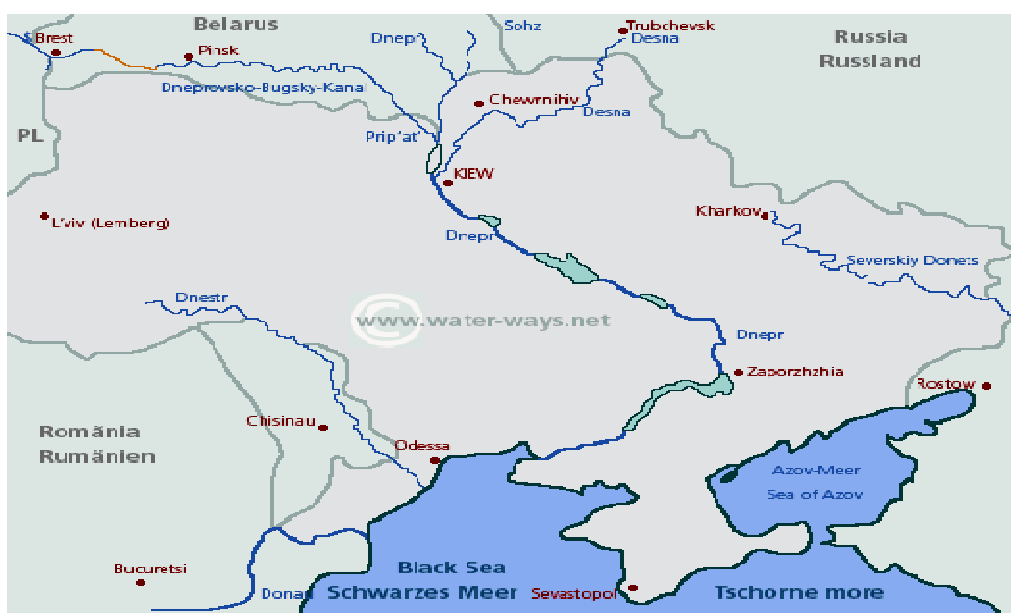 Belarus
Sohz
Trubchevsk
Brest
Dnepr
Desna
Russia
Russland
Pinsk
Dneprovsko-Bugsky-Kanal
Chewrnihiv
Desna
PL
Prip'at'
KIEW
L'viv (Lemberg)
Kharkov
Dnepr
Severskiy Donets
Dnestr
© www.water-ways.net
Dnepr
Zaporzhzhia
Rostow
Chisinau
România
Rumänien
Odessa
Azov-Meer
Sea of Azov
Bucuretsi
Donau
Black Sea
Schwarzes Meer
Sevastopol
Tschorne more